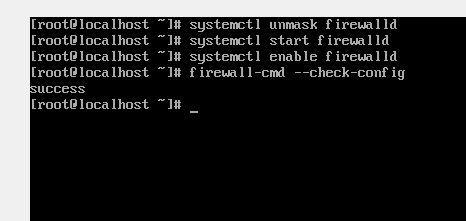 [root@localhost ~]# systemctl unmask firewalld
[root@localhost ~]# systemctl start firewalld
[root@localhost ~]# systemctl enable firewalld
[root@localhost ~]# firewall-cmd --check-config
success
[root@localhost ~]# _